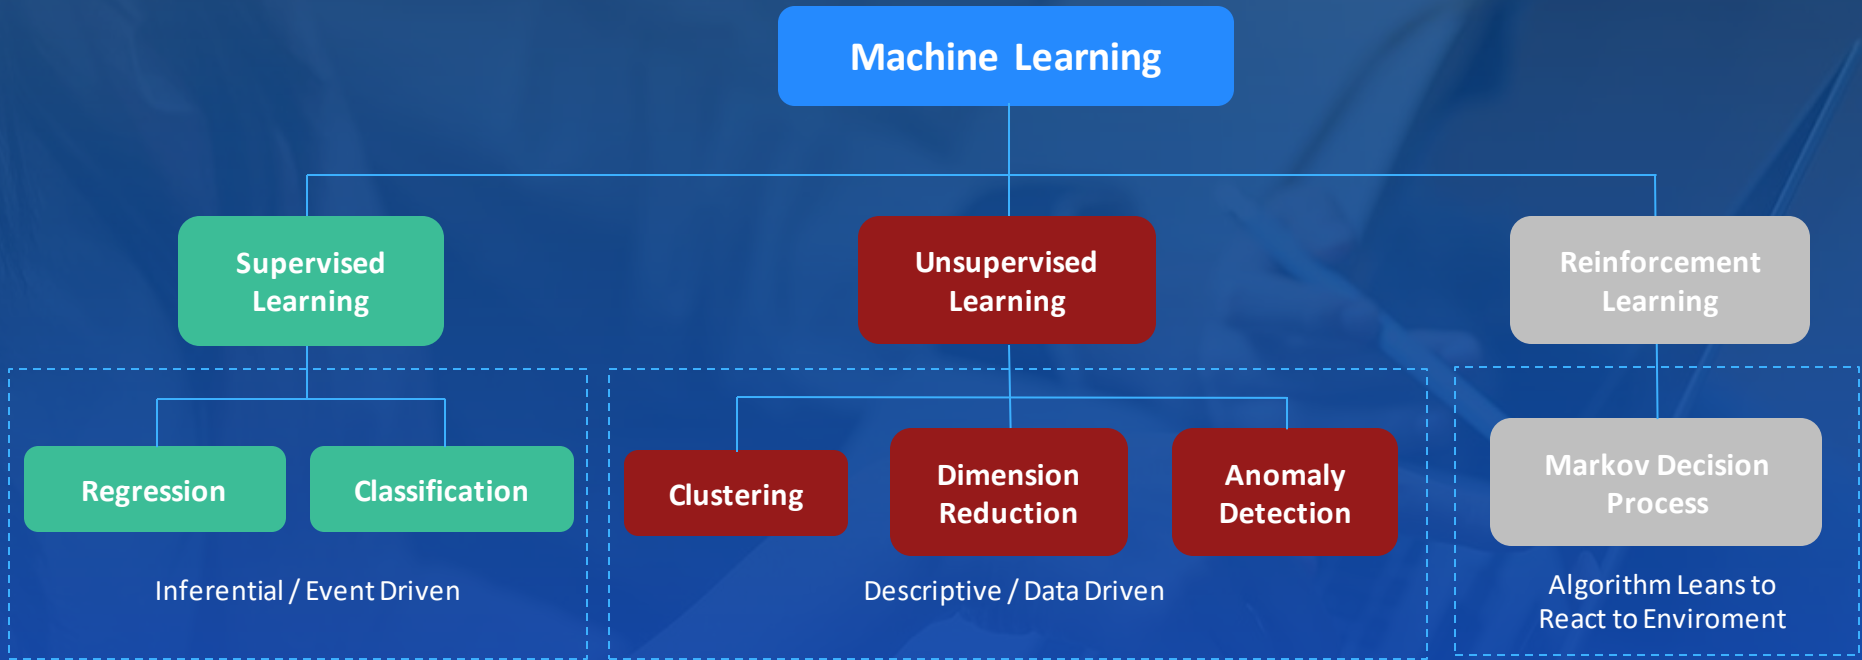 Machine Learning
Supervised
Learning
Unsupervised
Learning
Reinforcement
Learning
Regression
Classification
Clustering
Dimension
Reduction
Anomaly
Detection
Markov Decision
Process
Inferential / Event Driven
Descriptive / Data Driven
Algorithm Leans to
React to Enviroment